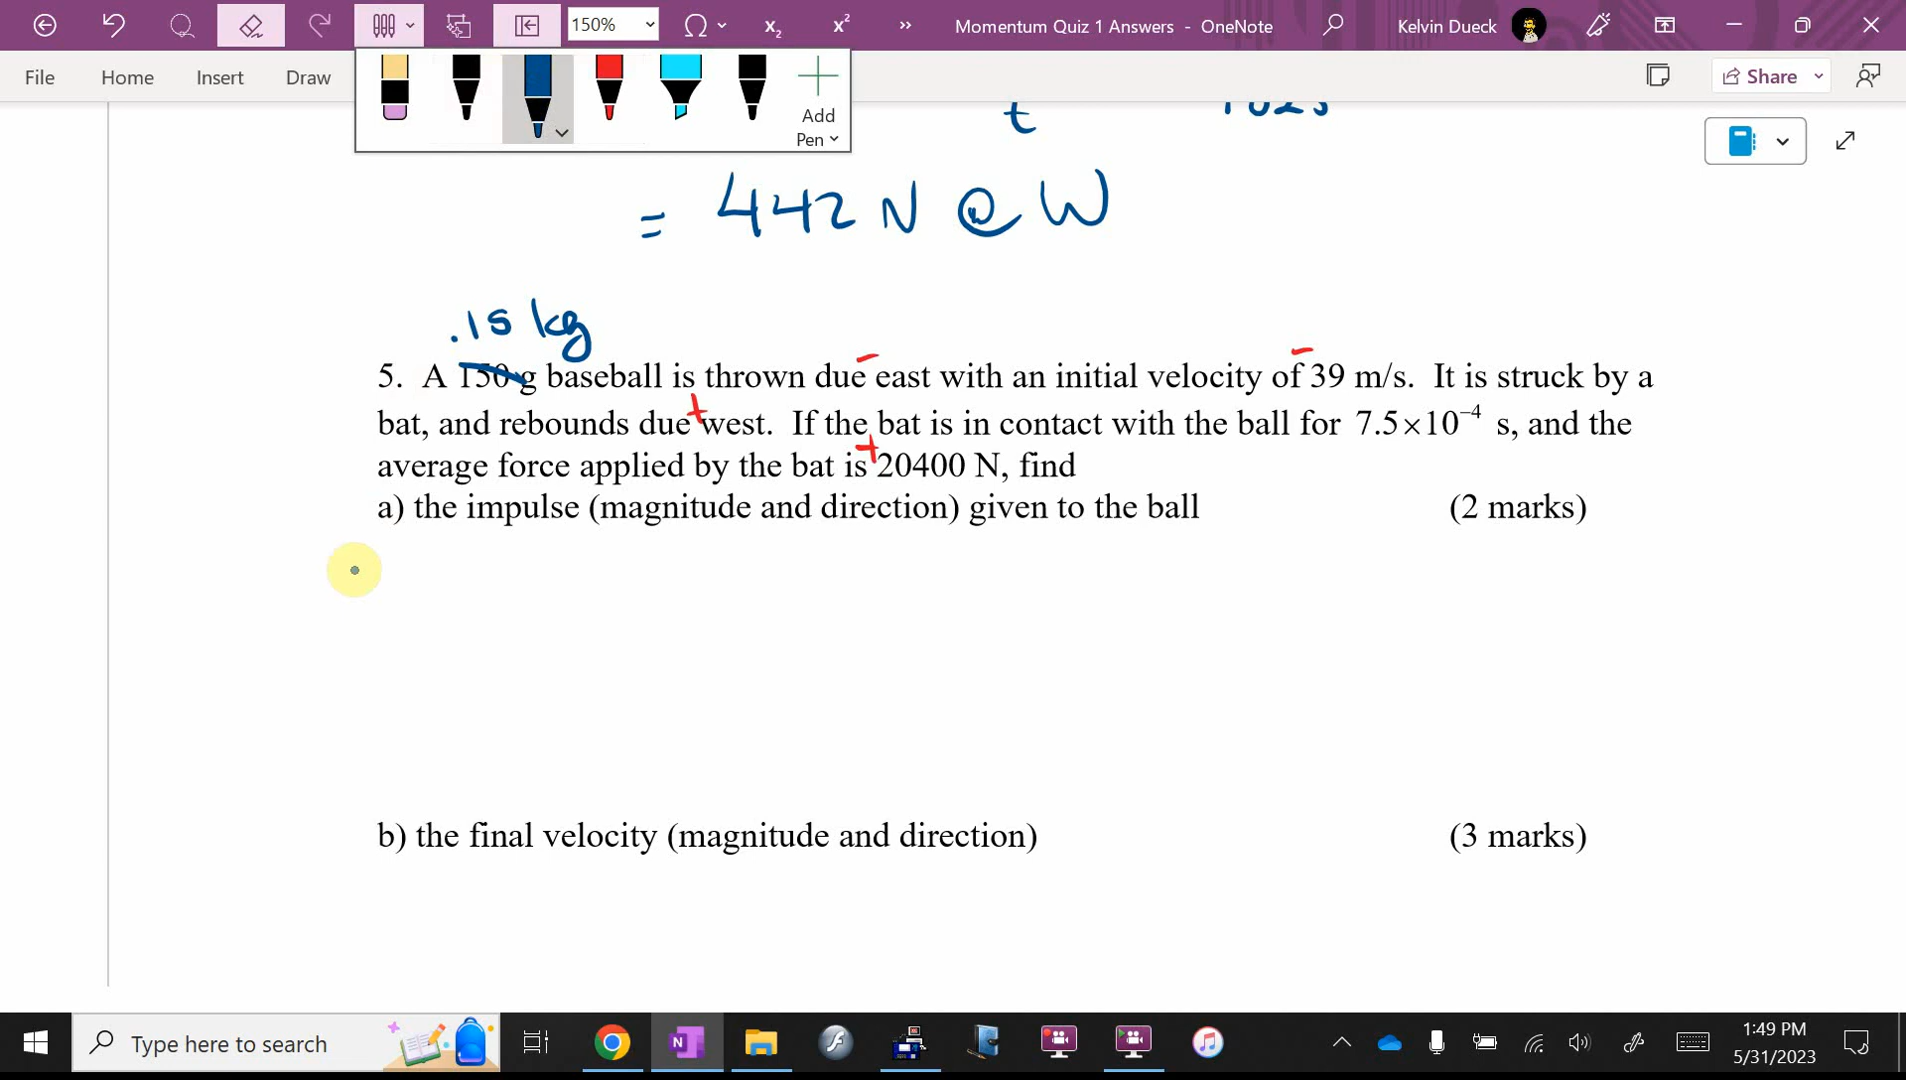 150%
x₂
x²
Momentum Quiz 1 Answers - OneNote
Kelvin Dueck
File
Home
Insert
Draw
Add
Pen
Share
t
= 442 N @ W
.15 kg
5. A 150 g baseball is thrown due east with an initial velocity of 39 m/s. It is struck by a
bat, and rebounds due west. If the bat is in contact with the ball for 7.5×10⁻⁴ s, and the
average force applied by the bat is 20400 N, find
a) the impulse (magnitude and direction) given to the ball (2 marks)
b) the final velocity (magnitude and direction) (3 marks)
Type here to search
1:49 PM
5/31/2023